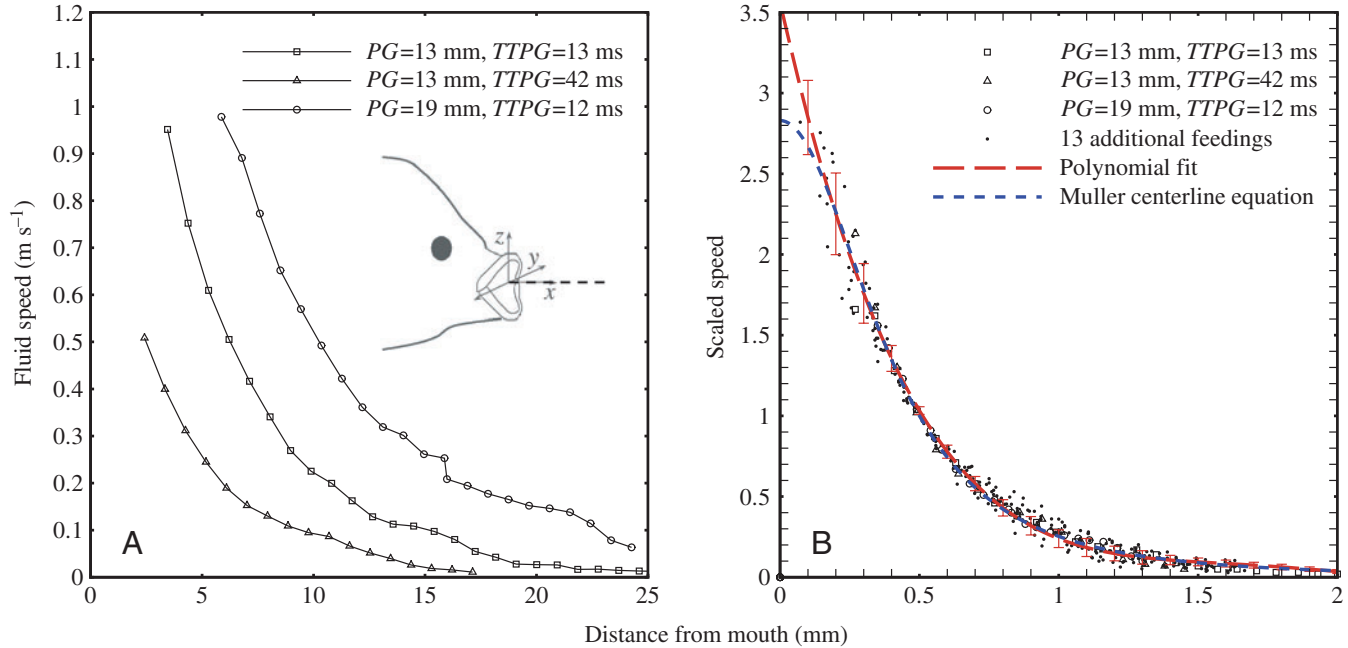 1.2
1.1
1
0.9
0.8
0.7
0.6
0.5
0.4
0.3
0.2
0.1
0
Fluid speed (m s⁻¹)
PG=13 mm, TTPG=13 ms
PG=13 mm, TTPG=42 ms
PG=19 mm, TTPG=12 ms
z
y
x
A
0 5 10 15 20 25
3.5
3
2.5
2
1.5
1
0.5
0
Scaled speed
PG=13 mm, TTPG=13 ms
PG=13 mm, TTPG=42 ms
PG=19 mm, TTPG=12 ms
13 additional feedings
Polynomial fit
Muller centerline equation
B
0 0.5 1 1.5 2
Distance from mouth (mm)